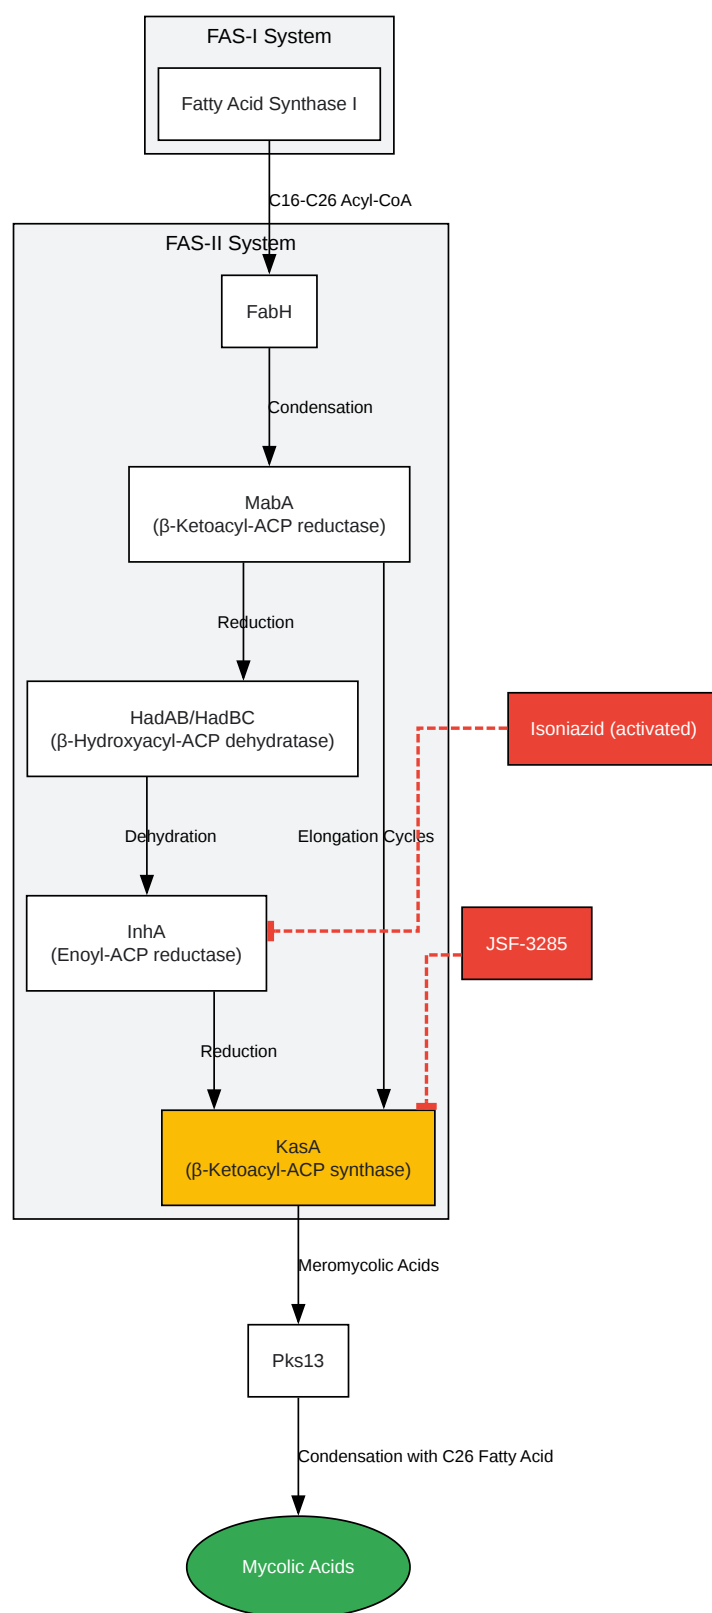 FAS-I System
Fatty Acid Synthase I
C16-C26 Acyl-CoA
FAS-II System
FabH
Condensation
MabA
(β-Ketoacyl-ACP reductase)
Reduction
HadAB/HadBC
(β-Hydroxyacyl-ACP dehydratase)
Isoniazid (activated)
Dehydration
Elongation Cycles
InhA
(Enoyl-ACP reductase)
JSF-3285
Reduction
KasA
(β-Ketoacyl-ACP synthase)
Meromycolic Acids
Pks13
Condensation with C26 Fatty Acid
Mycolic Acids